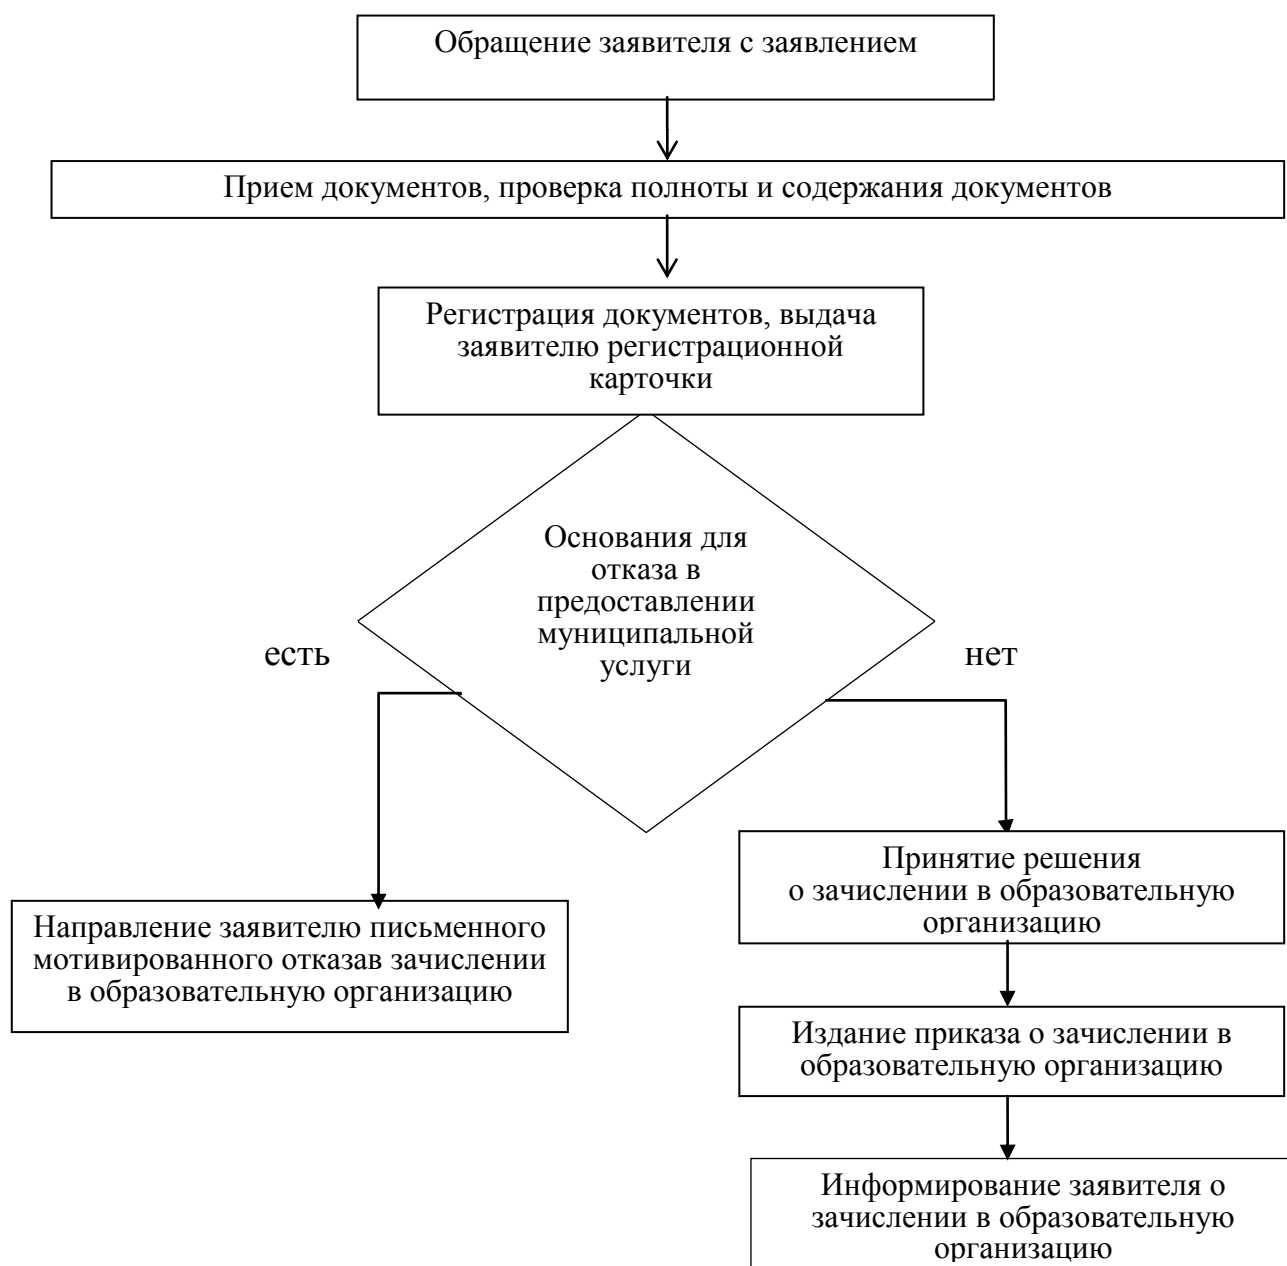 Обращение заявителя с заявлением
Прием документов, проверка полноты и содержания документов
Регистрация документов, выдача
заявителю регистрационной
карточки
Основания для
отказа в
предоставлении
муниципальной
услуги
есть
нет
Направление заявителю письменного
мотивированного отказав зачислении
в образовательную организацию
Принятие решения
о зачислении в образовательную
организацию
Издание приказа о зачислении в
образовательную организацию
Информирование заявителя о
зачислении в образовательную
организацию